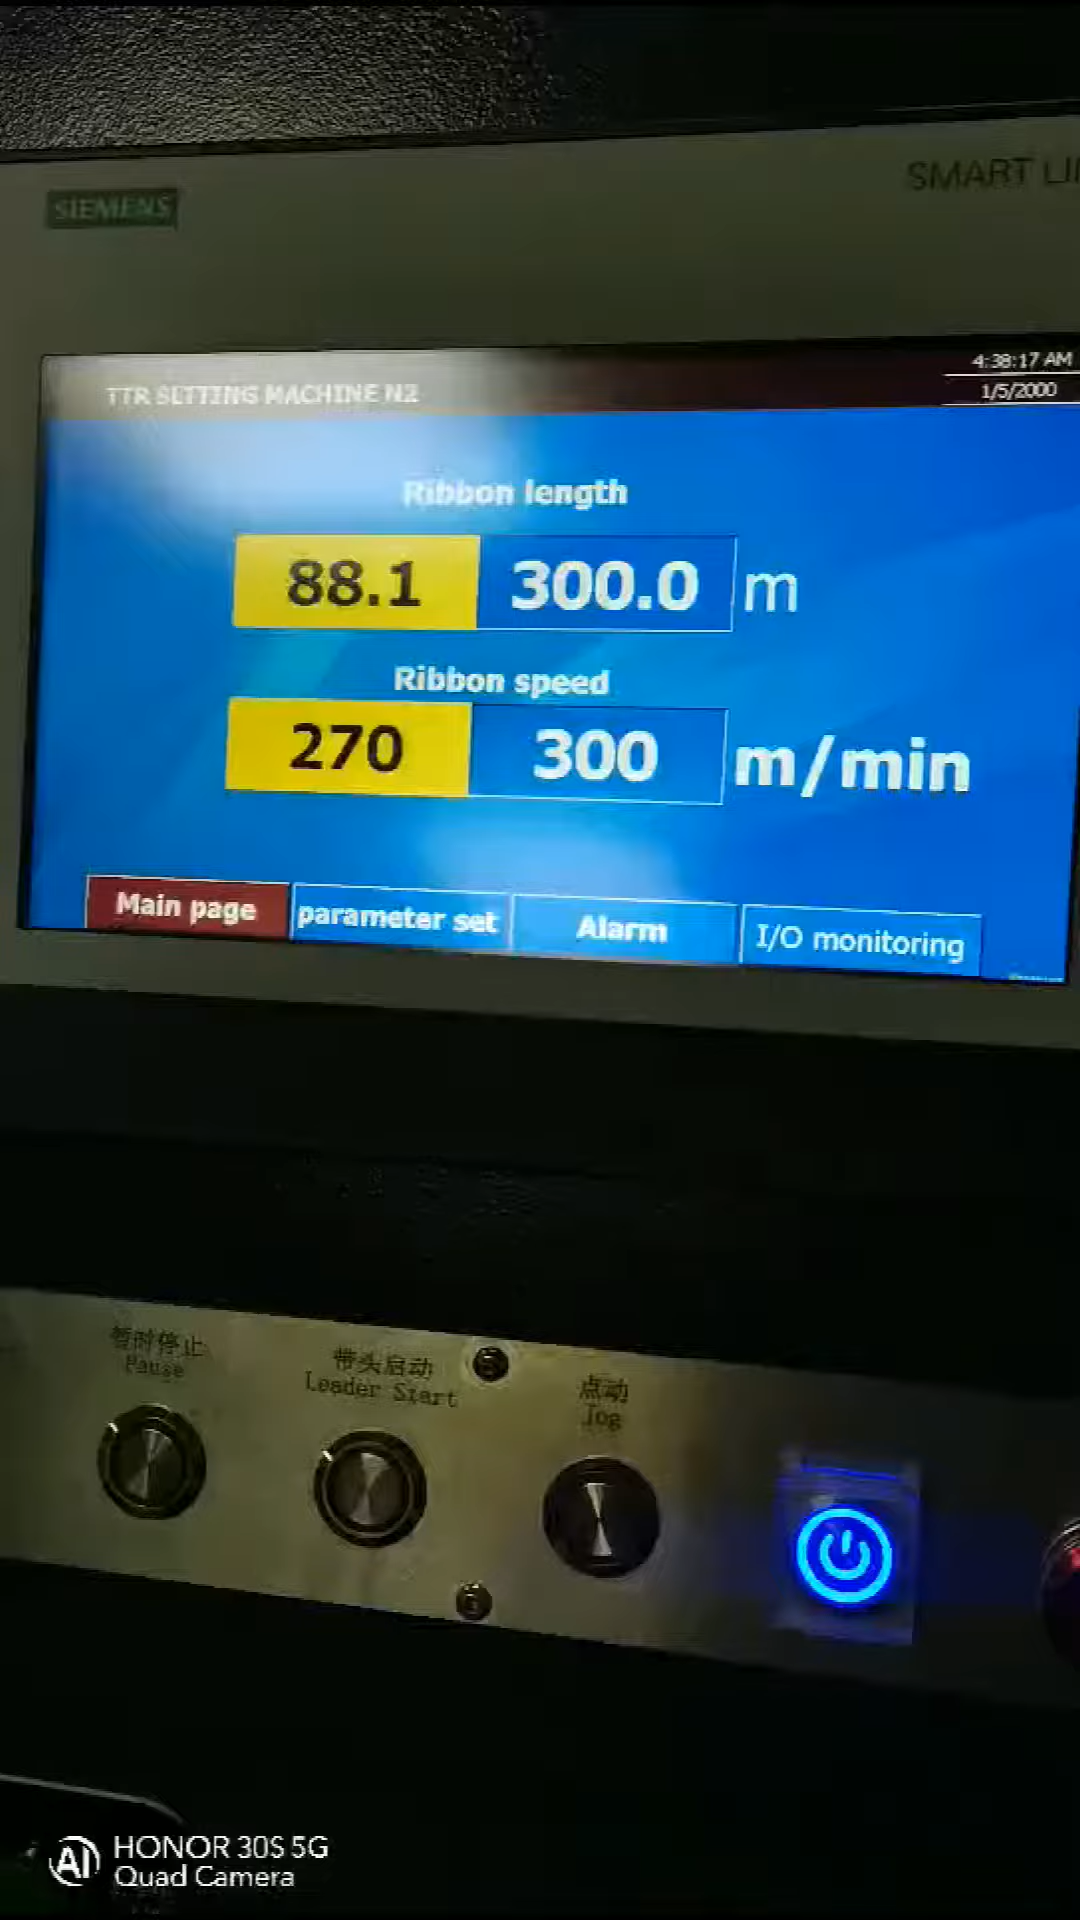 SIEMENS
SMART LI
4:38:17 AM
TTR SETTING MACHINE N2
1/5/2000
Ribbon length
88.1 300.0 m
Ribbon speed
270 300 m/min
Main page parameter set Alarm I/O monitoring
暂时停止 带头启动 点动
Pause Leader Start Jog
AI HONOR 30S 5G
Quad Camera